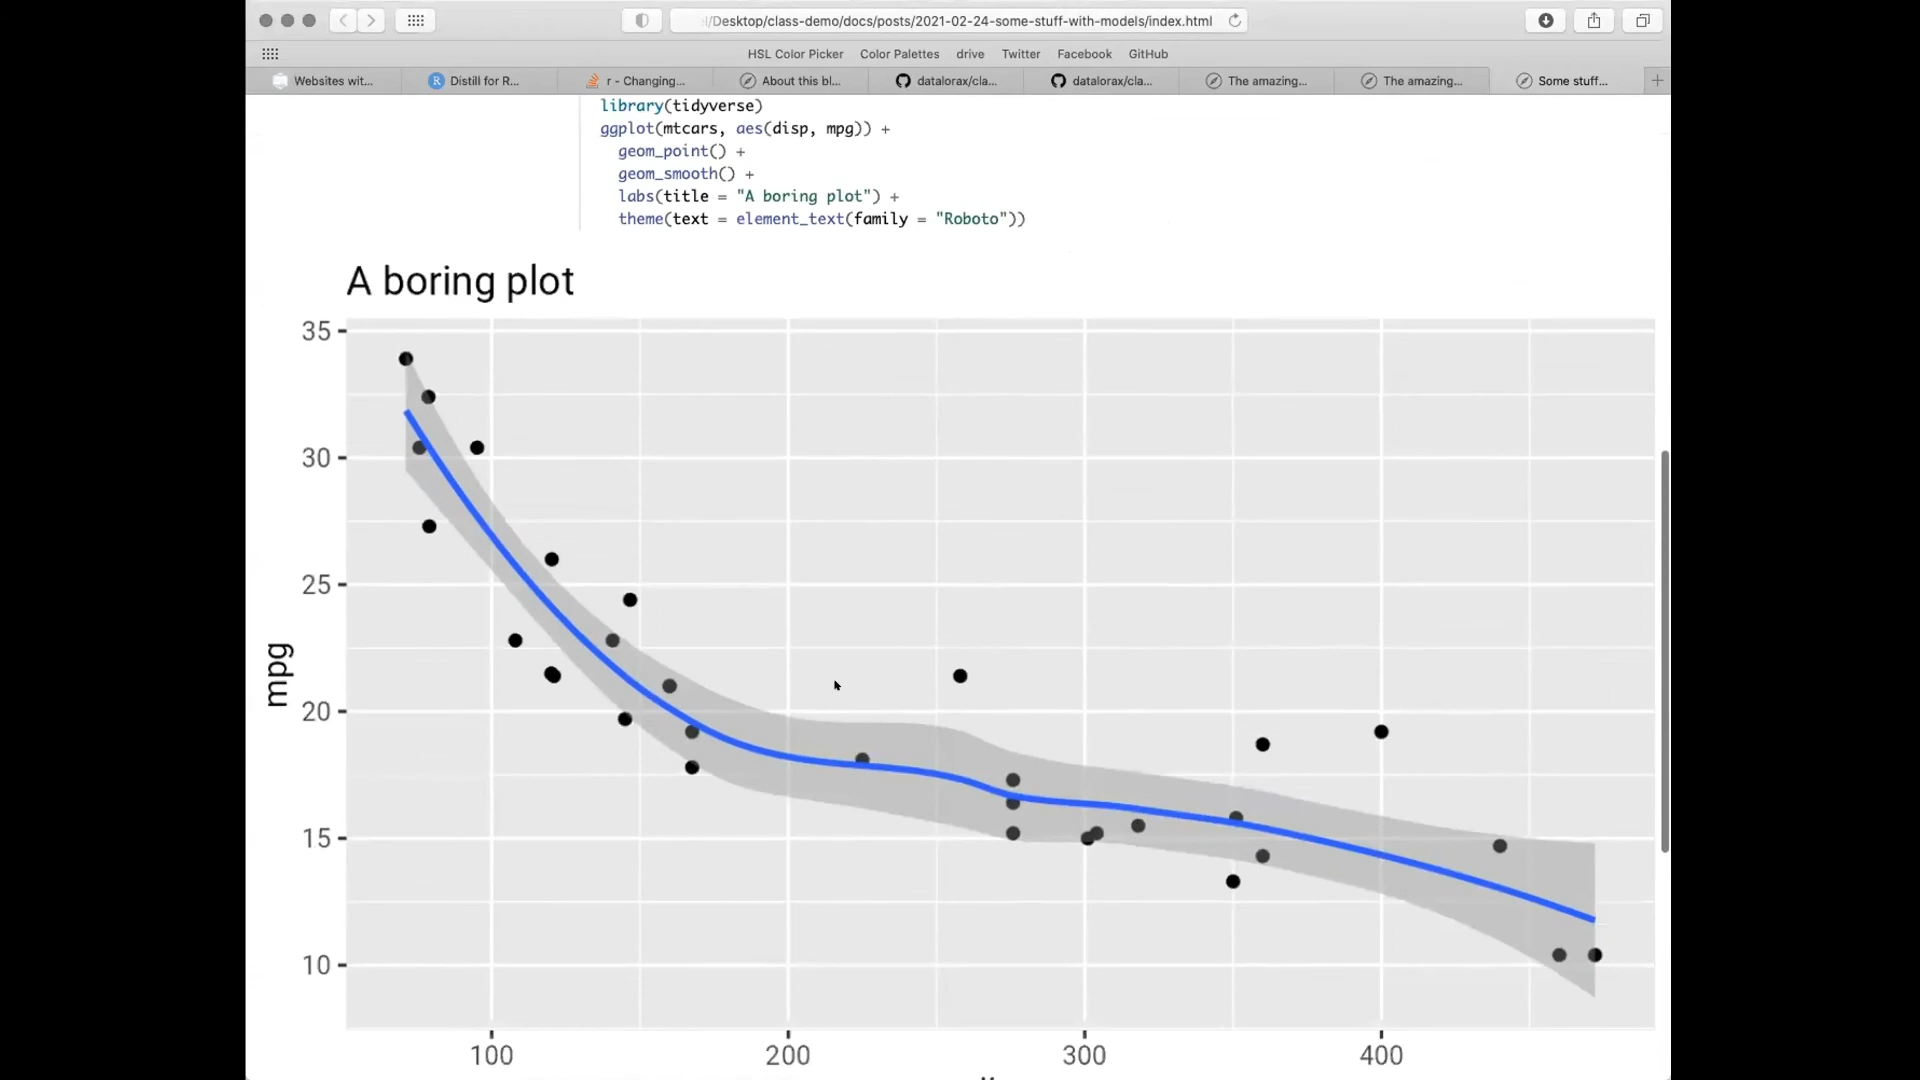 l/Desktop/class-demo/docs/posts/2021-02-24-some-stuff-with-models/index.html
HSL Color Picker Color Palettes drive Twitter Facebook GitHub
Websites wit... Distill for R... r - Changing... About this bl... datalorax/cla... datalorax/cla... The amazing... The amazing... Some stuff...
library(tidyverse)
ggplot(mtcars, aes(disp, mpg)) +
geom_point() +
geom_smooth() +
labs(title = "A boring plot") +
theme(text = element_text(family = "Roboto"))
A boring plot
35
30
25
20
15
10
mpg
100 200 300 400